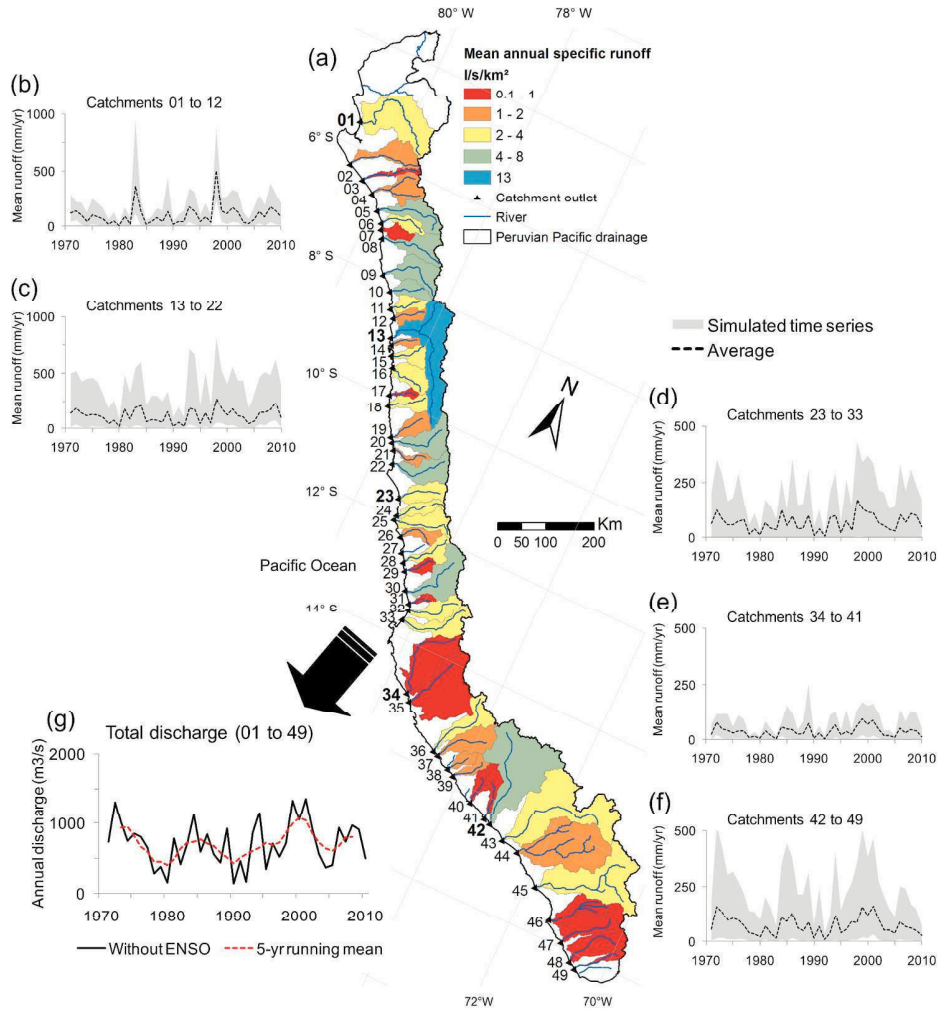 80° W
78° W
(a)
Mean annual specific runoff
l/s/km²
0.1 - 1
1 - 2
2 - 4
4 - 8
13
Catchment outlet
River
Peruvian Pacific drainage
6° S
8° S
10° S
12° S
14° S
01
02
03
04
05
06
07
08
09
10
11
12
13
14
15
16
17
18
19
20
21
22
23
24
25
26
27
28
29
30
31
33
34
35
36
37
38
39
40
41
42
43
44
45
46
47
48
49
N
Km
0 50 100 200
Pacific Ocean
72°W
70°W
(b)
Catchments 01 to 12
Mean runoff (mm/yr)
1000
500
0
1970 1980 1990 2000 2010
(c)
Catchments 13 to 22
Mean runoff (mm/yr)
1000
500
0
1970 1980 1990 2000 2010
Simulated time series
Average
(d)
Catchments 23 to 33
Mean runoff (mm/yr)
500
250
0
1970 1980 1990 2000 2010
(e)
Catchments 34 to 41
Mean runoff (mm/yr)
500
250
0
1970 1980 1990 2000 2010
(f)
Catchments 42 to 49
Mean runoff (mm/yr)
500
250
0
1970 1980 1990 2000 2010
(g)
Total discharge (01 to 49)
Annual discharge (m3/s)
2000
1000
0
1970 1980 1990 2000 2010
Without ENSO
5-yr running mean